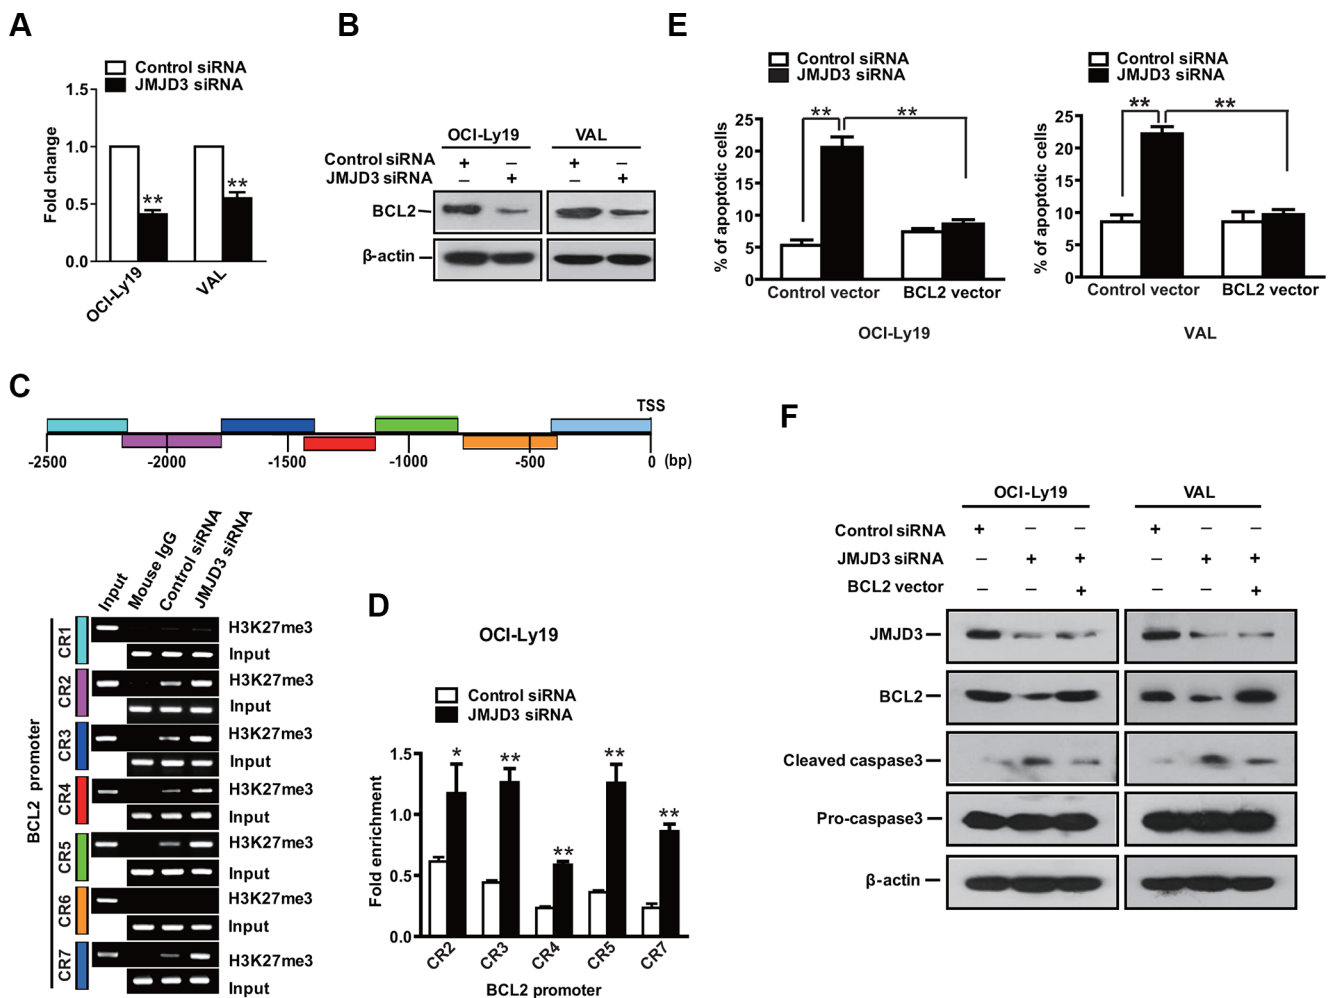 A
Control siRNA
JMJD3 siRNA
Fold change
1.5
1.0
0.5
0.0
** **
OCI-Ly19 VAL
B
OCI-Ly19 VAL
Control siRNA + – + –
JMJD3 siRNA – + – +
BCL2
β-actin
C
TSS
-2500 -2000 -1500 -1000 -500 0 (bp)
Input Mouse IgG Control siRNA JMJD3 siRNA
BCL2 promoter
CR1 H3K27me3
Input
CR2 H3K27me3
Input
CR3 H3K27me3
Input
CR4 H3K27me3
Input
CR5 H3K27me3
Input
CR6 H3K27me3
Input
CR7 H3K27me3
Input
D
OCI-Ly19
Control siRNA
JMJD3 siRNA
Fold enrichment
1.5
1.0
0.5
0.0
* ** ** ** **
CR2 CR3 CR4 CR5 CR7
BCL2 promoter
E
Control siRNA
JMJD3 siRNA
% of apoptotic cells
25
20
15
10
5
0
** **
Control vector BCL2 vector
OCI-Ly19
Control siRNA
JMJD3 siRNA
% of apoptotic cells
25
20
15
10
5
0
** **
Control vector BCL2 vector
VAL
F
OCI-Ly19 VAL
Control siRNA + – – + – –
JMJD3 siRNA – + + – + +
BCL2 vector – – + – – +
JMJD3
BCL2
Cleaved caspase3
Pro-caspase3
β-actin